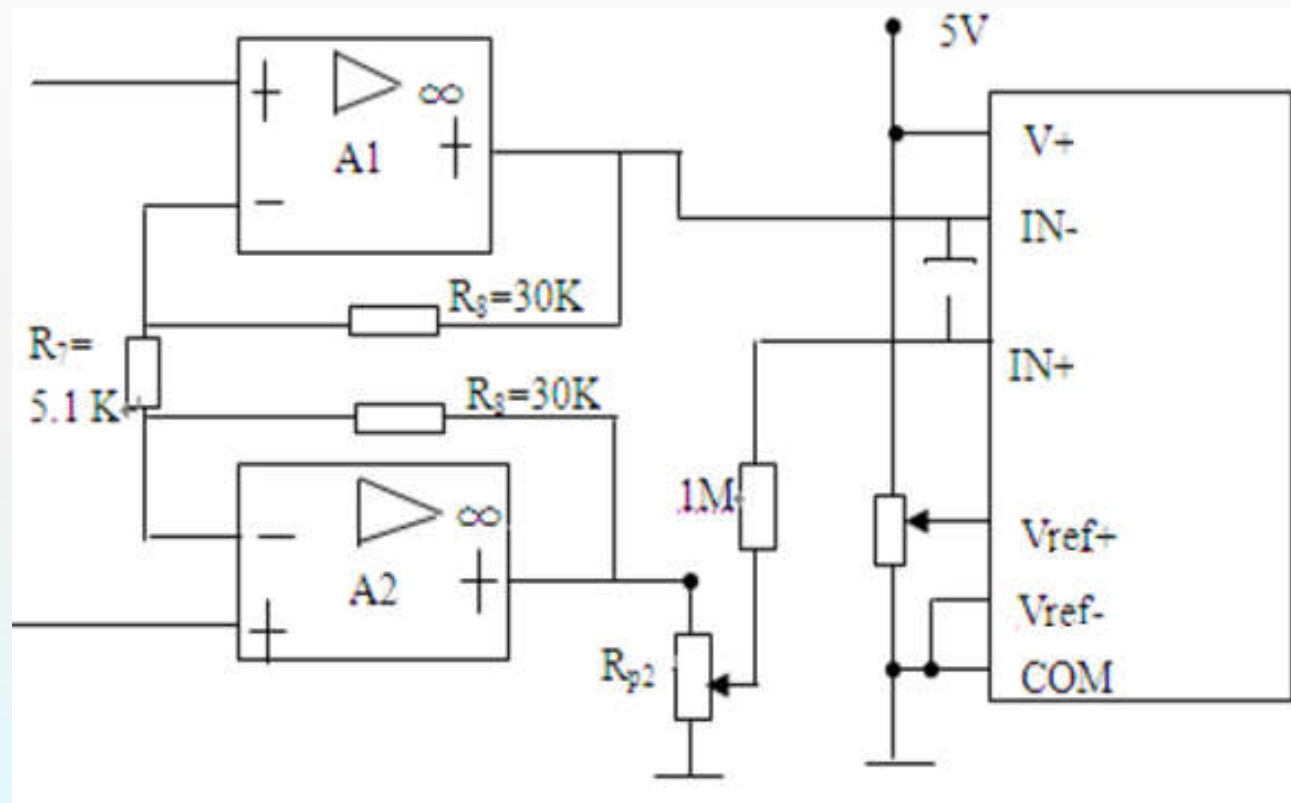 5V
+
▷ ∞
+
A1
−
V+
IN-
R₈=30K
R₇=
5.1 K
R₈=30K
IN+
1M
−
▷ ∞
+
A2
+
Vref+
Vref-
Rp2
COM